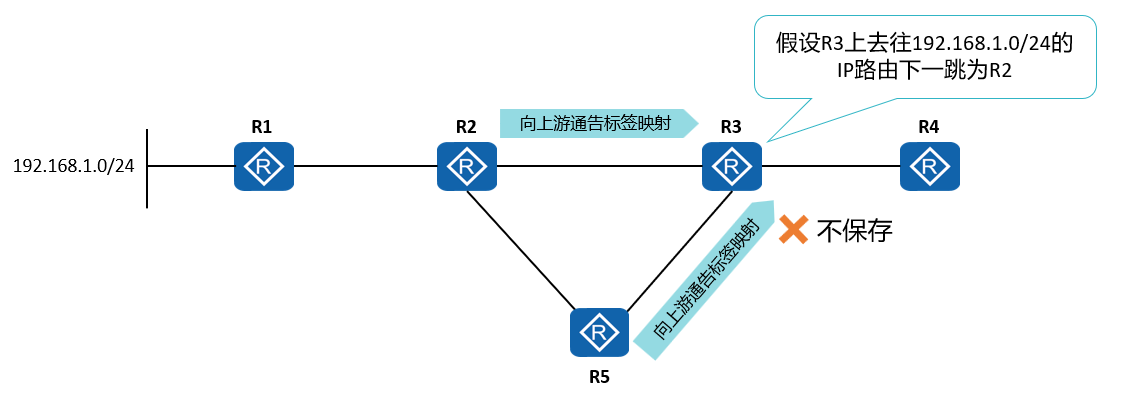 假设R3上去往192.168.1.0/24的
IP路由下一跳为R2
R1
R2
向上游通告标签映射
R3
R4
192.168.1.0/24
R
R
R
R
不保存
向上游通告标签映射
R
R5